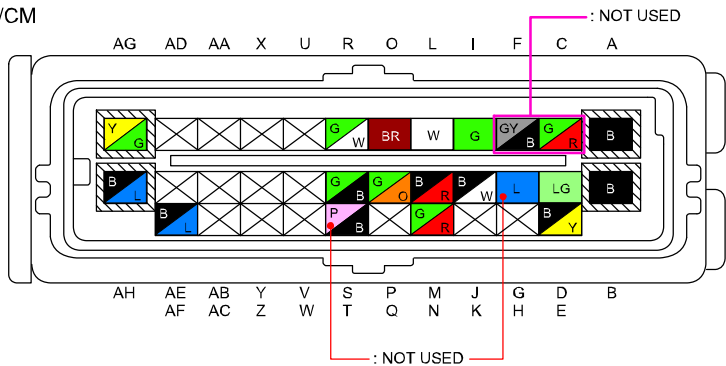 /CM
: NOT USED
AG AD AA X U R O L I F C A
Y G G W BR W G GY B G R B
B L G B G O B R B W L LG B
B L P B G R B Y
AH AE AB Y V S P M J G D B
AF AC Z W T Q N K H E
: NOT USED